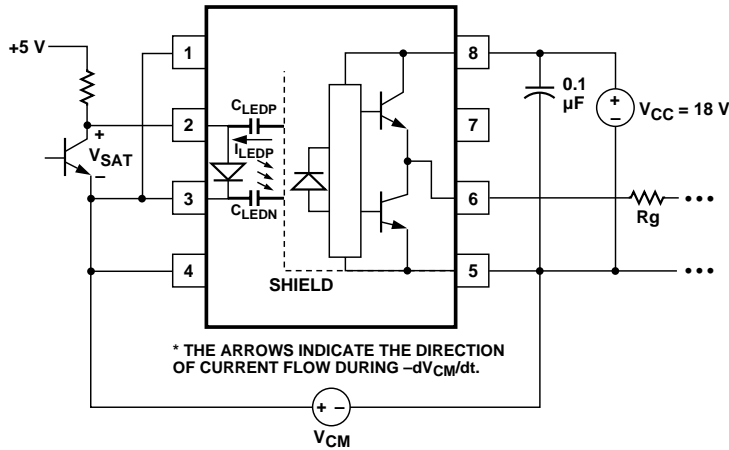 +5 V
1
8
C_LEDP
0.1
µF
2
+
V_SAT
I_LEDP
7
+
V_CC = 18 V
–
–
3
C_LEDN
6
Rg
•••
4
SHIELD
5
•••
* THE ARROWS INDICATE THE DIRECTION
OF CURRENT FLOW DURING –dV_CM/dt.
+ –
V_CM